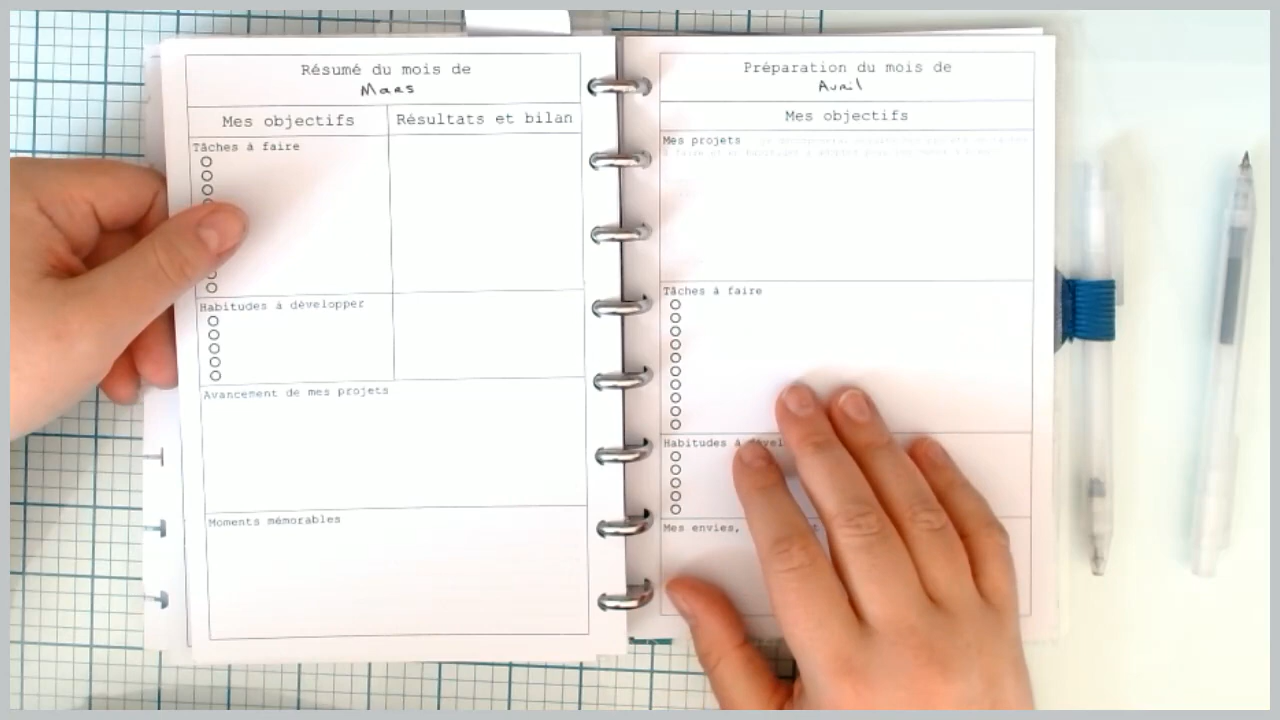 Résumé du mois de
Mars
Mes objectifs
Résultats et bilan
Tâches à faire
Habitudes à développer
Avancement de mes projets
Moments mémorables
Préparation du mois de
Avril
Mes objectifs
Mes projets
Tâches à faire
Habitudes à
Mes envies,